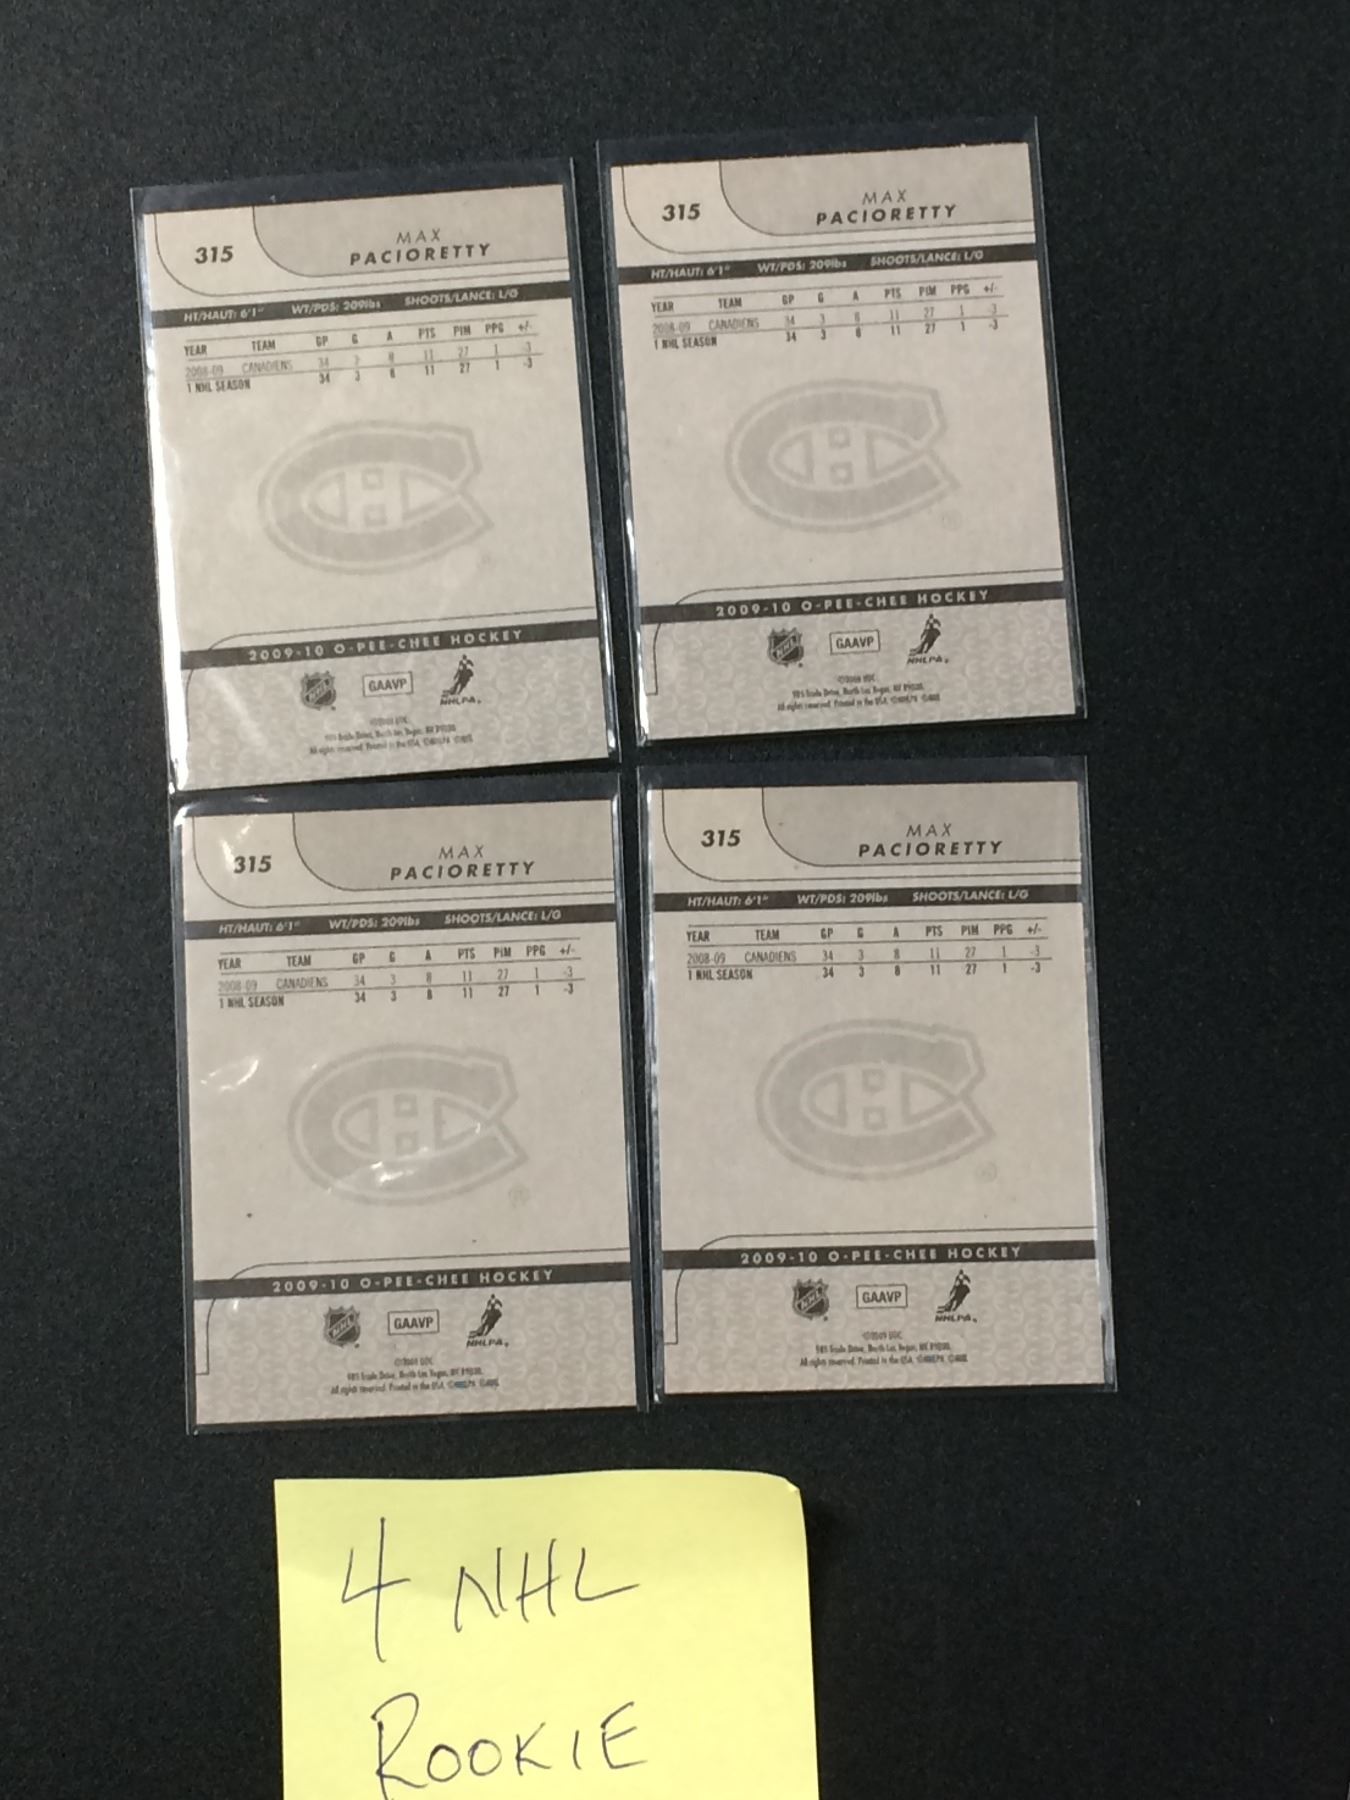 315
MAX
PACIORETTY
HT/HAUT: 6'1" WT/PDS: 209lbs SHOOTS/LANCE: L/G
YEAR TEAM GP G A PTS PIM PPG +/-
2008-09 CANADIENS 34 3 8 11 27 1 -3
1 NHL SEASON 34 3 8 11 27 1 -3
2009-10 O-PEE-CHEE HOCKEY
NHL GAAVP NHLPA
315
MAX
PACIORETTY
HT/HAUT: 6'1" WT/PDS: 209lbs SHOOTS/LANCE: L/G
YEAR TEAM GP G A PTS PIM PPG +/-
2008-09 CANADIENS 34 3 8 11 27 1 -3
1 NHL SEASON 34 3 8 11 27 1 -3
2009-10 O-PEE-CHEE HOCKEY
NHL GAAVP NHLPA
315
MAX
PACIORETTY
HT/HAUT: 6'1" WT/PDS: 209lbs SHOOTS/LANCE: L/G
YEAR TEAM GP G A PTS PIM PPG +/-
2008-09 CANADIENS 34 3 8 11 27 1 -3
1 NHL SEASON 34 3 8 11 27 1 -3
2009-10 O-PEE-CHEE HOCKEY
NHL GAAVP NHLPA
315
MAX
PACIORETTY
HT/HAUT: 6'1" WT/PDS: 209lbs SHOOTS/LANCE: L/G
YEAR TEAM GP G A PTS PIM PPG +/-
2008-09 CANADIENS 34 3 8 11 27 1 -3
1 NHL SEASON 34 3 8 11 27 1 -3
2009-10 O-PEE-CHEE HOCKEY
NHL GAAVP NHLPA
4 NHL
ROOKIE